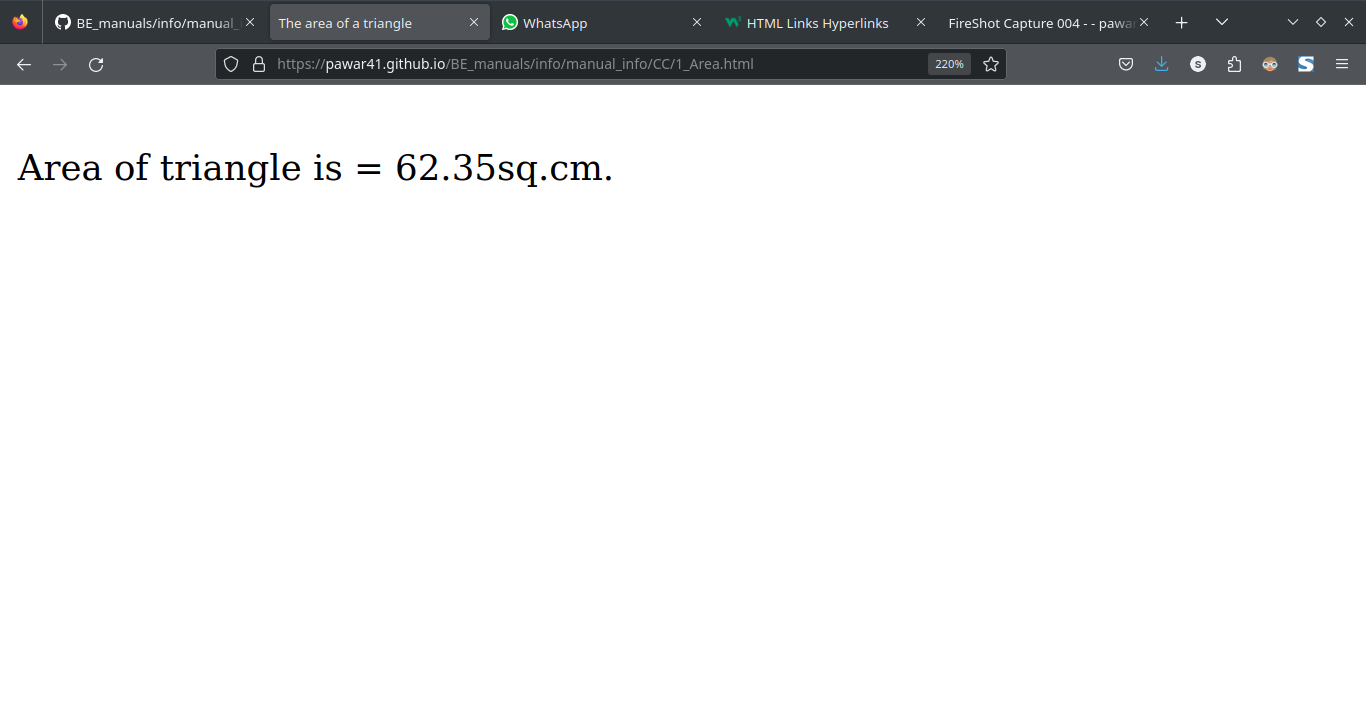 BE_manuals/info/manual_
The area of a triangle
WhatsApp
HTML Links Hyperlinks
FireShot Capture 004 - - pawa
https://pawar41.github.io/BE_manuals/info/manual_info/CC/1_Area.html
220%
S
S
Area of triangle is = 62.35sq.cm.